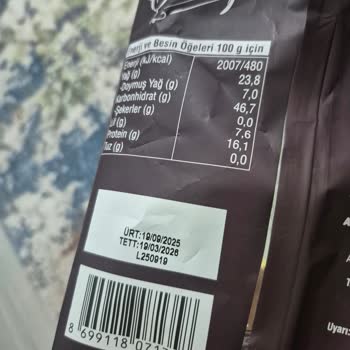 Enerji ve Besin Öğeleri 100 g için
Enerji (kJ/kcal) 2007/480
Yağ (g) 23,8
-Doymuş Yağ (g) 7,0
Karbonhidrat (g) 46,7
-Şekerler (g) 0,0
Lif (g) 7,6
Protein (g) 16,1
Tuz (g) 0,0
ÜRT:19/09/2025
TETT:19/03/2026
L250919
8 699118 071
Uyarı: